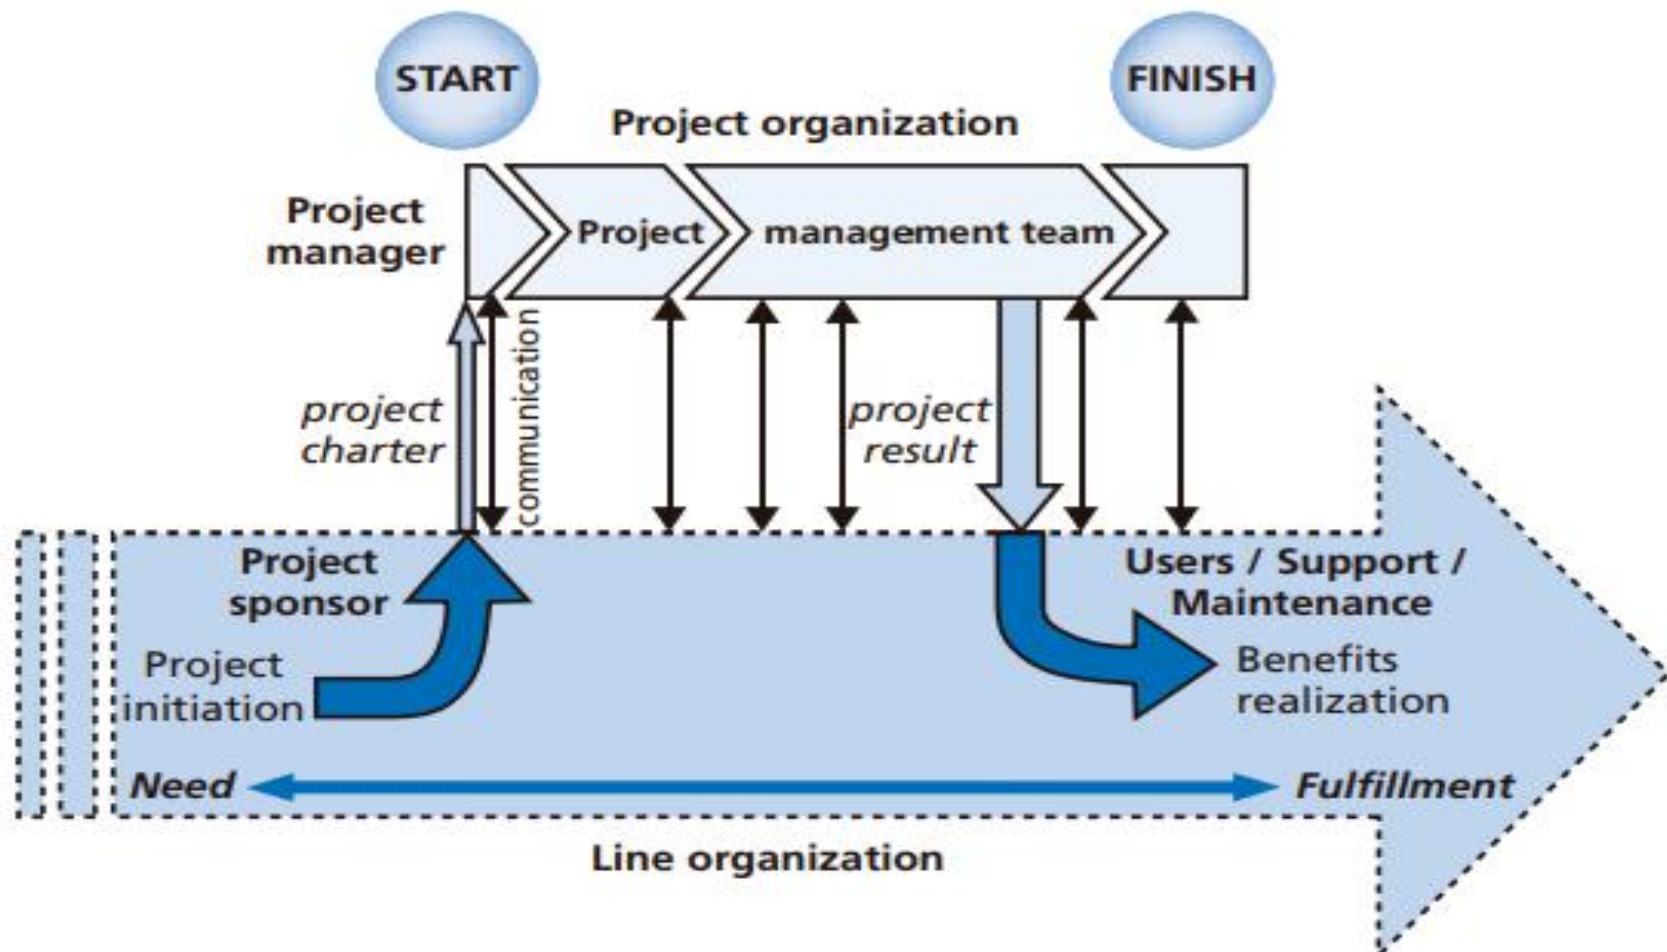 START
FINISH
Project organization
Project
manager
Project management team
project
charter
communication
project
result
Project
sponsor
Users / Support /
Maintenance
Project
initiation
Benefits
realization
Need
Fulfillment
Line organization